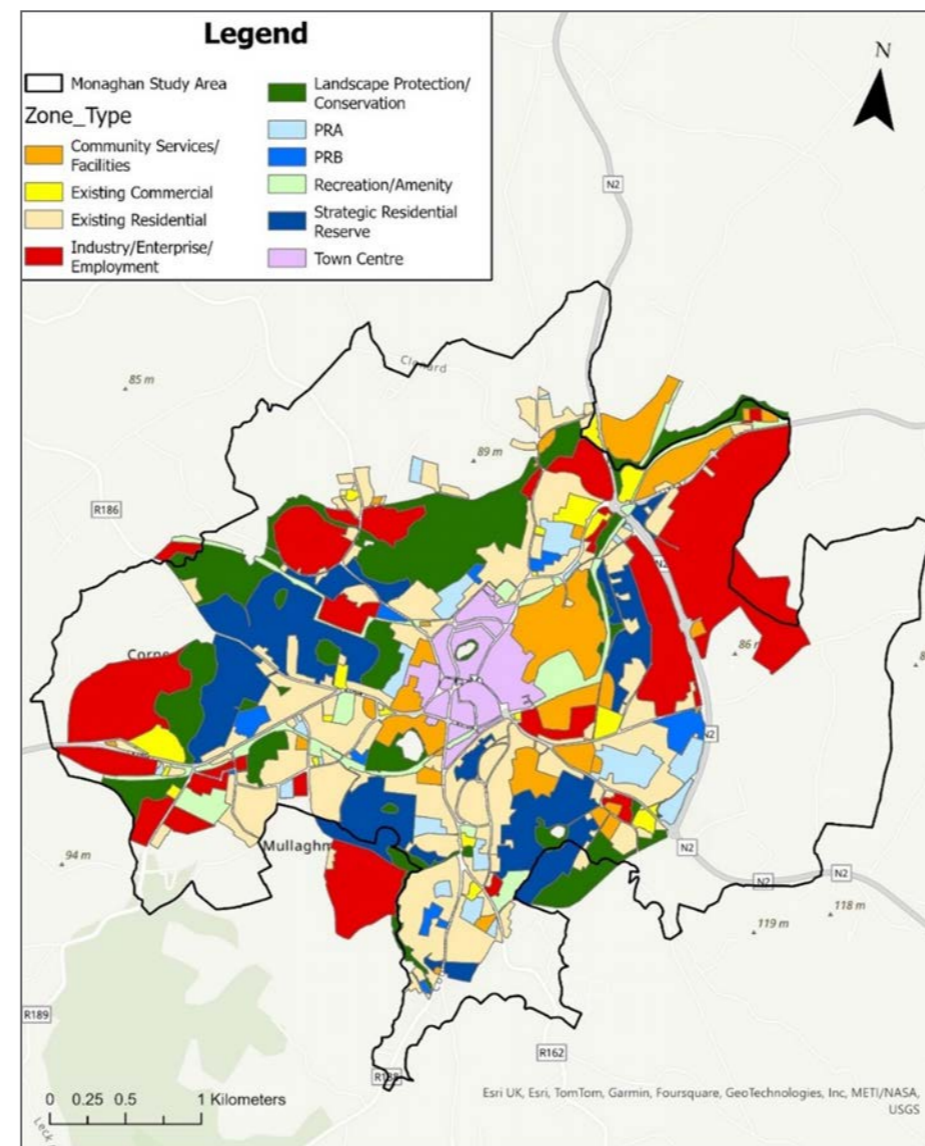 Legend
Monaghan Study Area
Zone_Type
Community Services/
Facilities
Existing Commercial
Existing Residential
Industry/Enterprise/
Employment
Landscape Protection/
Conservation
PRA
PRB
Recreation/Amenity
Strategic Residential
Reserve
Town Centre
N
N2
85 m
89 m
R186
N2
86 m
N2
94 m
N2
N2
N2
119 m
118 m
R189
R162
0 0.25 0.5 1 Kilometers
Esri UK, Esri, TomTom, Garmin, Foursquare, GeoTechnologies, Inc, METI/NASA,
USGS